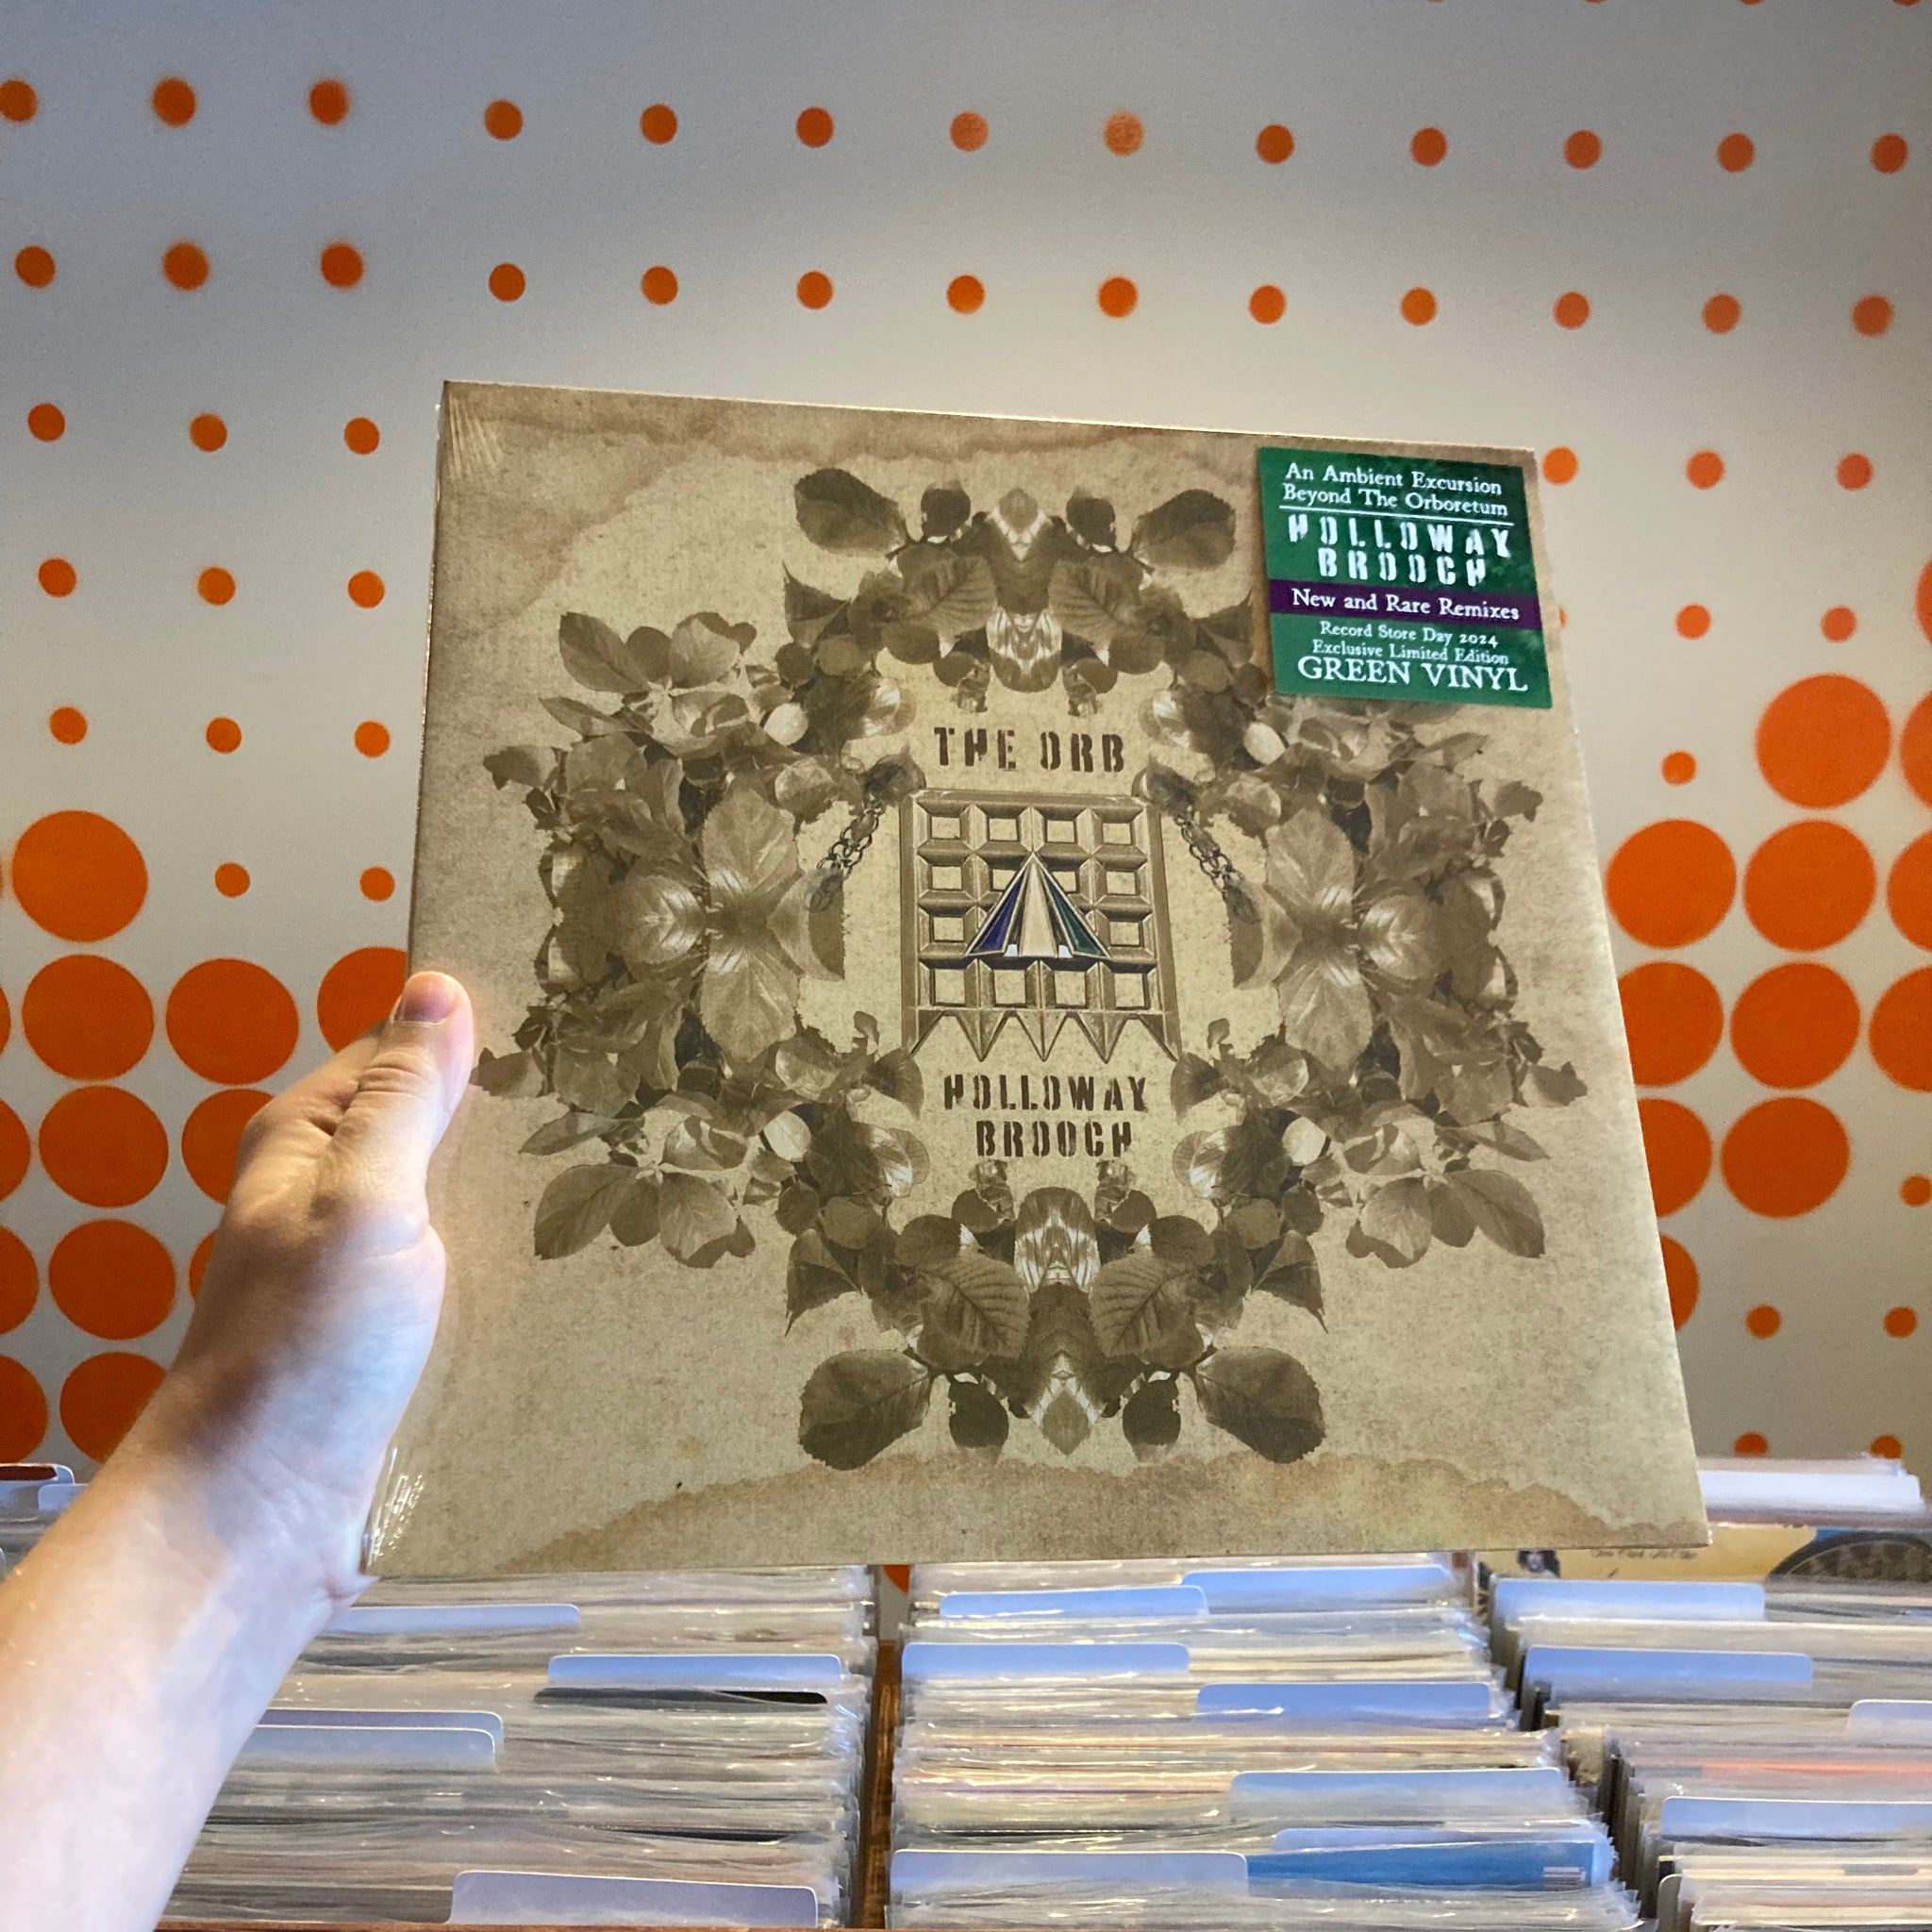 An Ambient Excursion
Beyond The Orboretum
HOLLOWAY
BROOCH
New and Rare Remixes
Record Store Day 2024
Exclusive Limited Edition
GREEN VINYL
THE ORB
HOLLOWAY
BROOCH